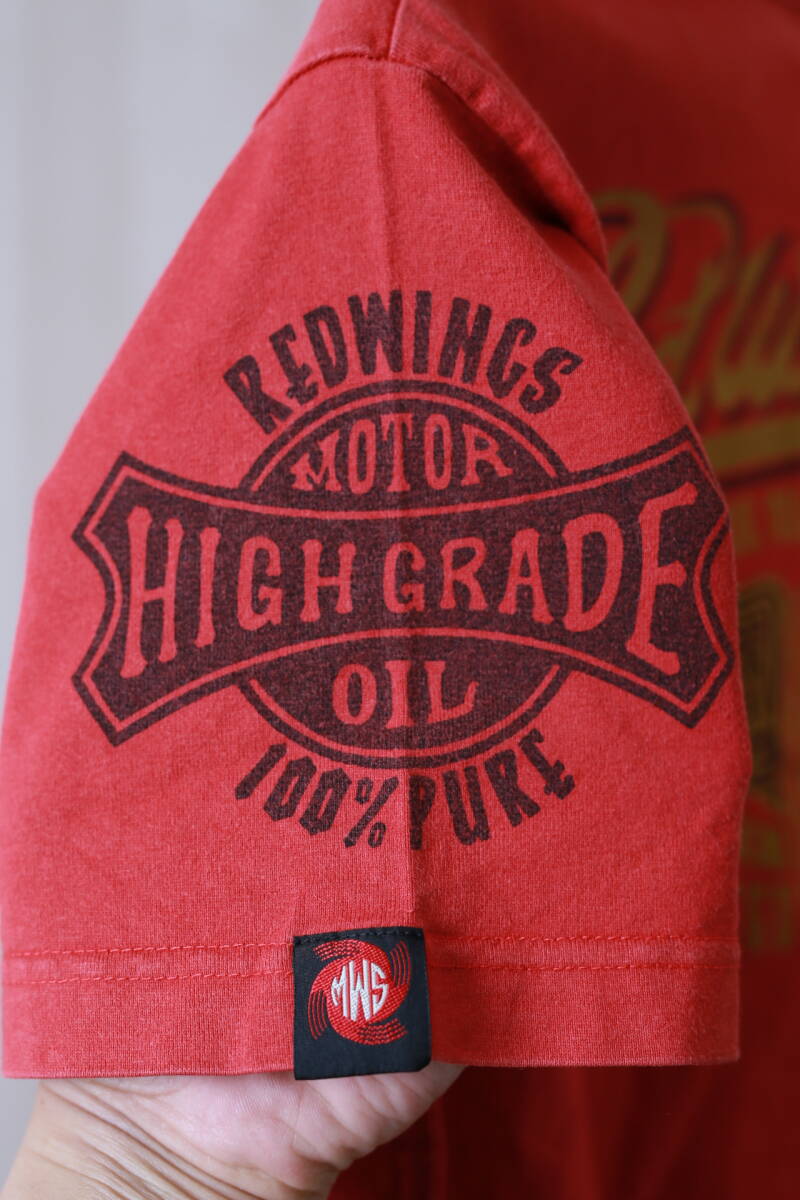 REDWINGS
MOTOR
HIGH GRADE
OIL
100% PURE
MWS